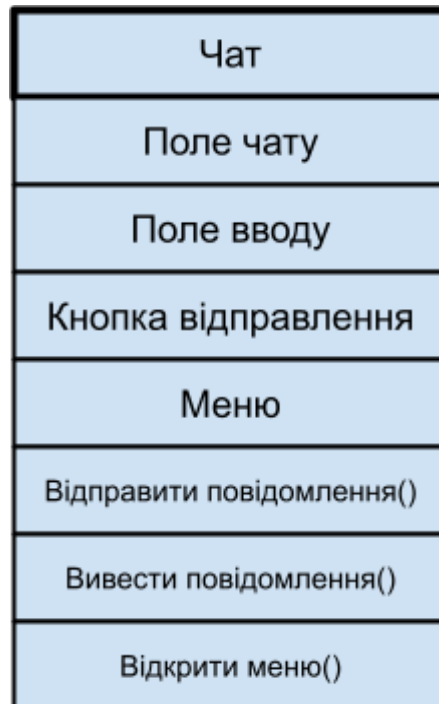 Чат
Поле чату
Поле вводу
Кнопка відправлення
Меню
Відправити повідомлення()
Вивести повідомлення()
Відкрити меню()